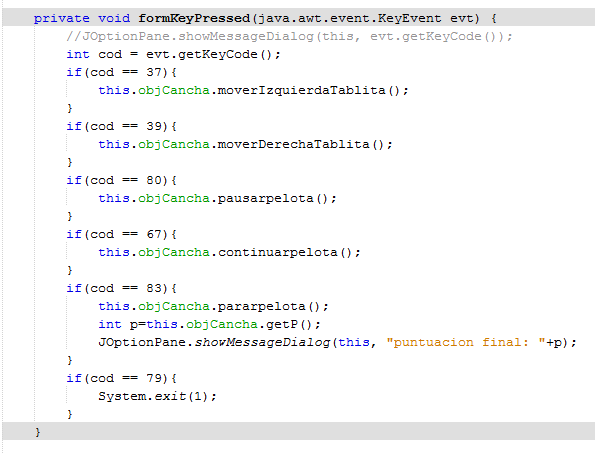 private void formKeyPressed(java.awt.event.KeyEvent evt) {
//JOptionPane.showMessageDialog(this, evt.getKeyCode());
int cod = evt.getKeyCode();
if(cod == 37){
this.objCancha.moverIzquierdaTablita();
}
if(cod == 39){
this.objCancha.moverDerechaTablita();
}
if(cod == 80){
this.objCancha.pausarpelota();
}
if(cod == 67){
this.objCancha.continuarpelota();
}
if(cod == 83){
this.objCancha.pararpelota();
int p=this.objCancha.getP();
JOptionPane.showMessageDialog(this, "puntuacion final: "+p);
}
if(cod == 79){
System.exit(1);
}
}